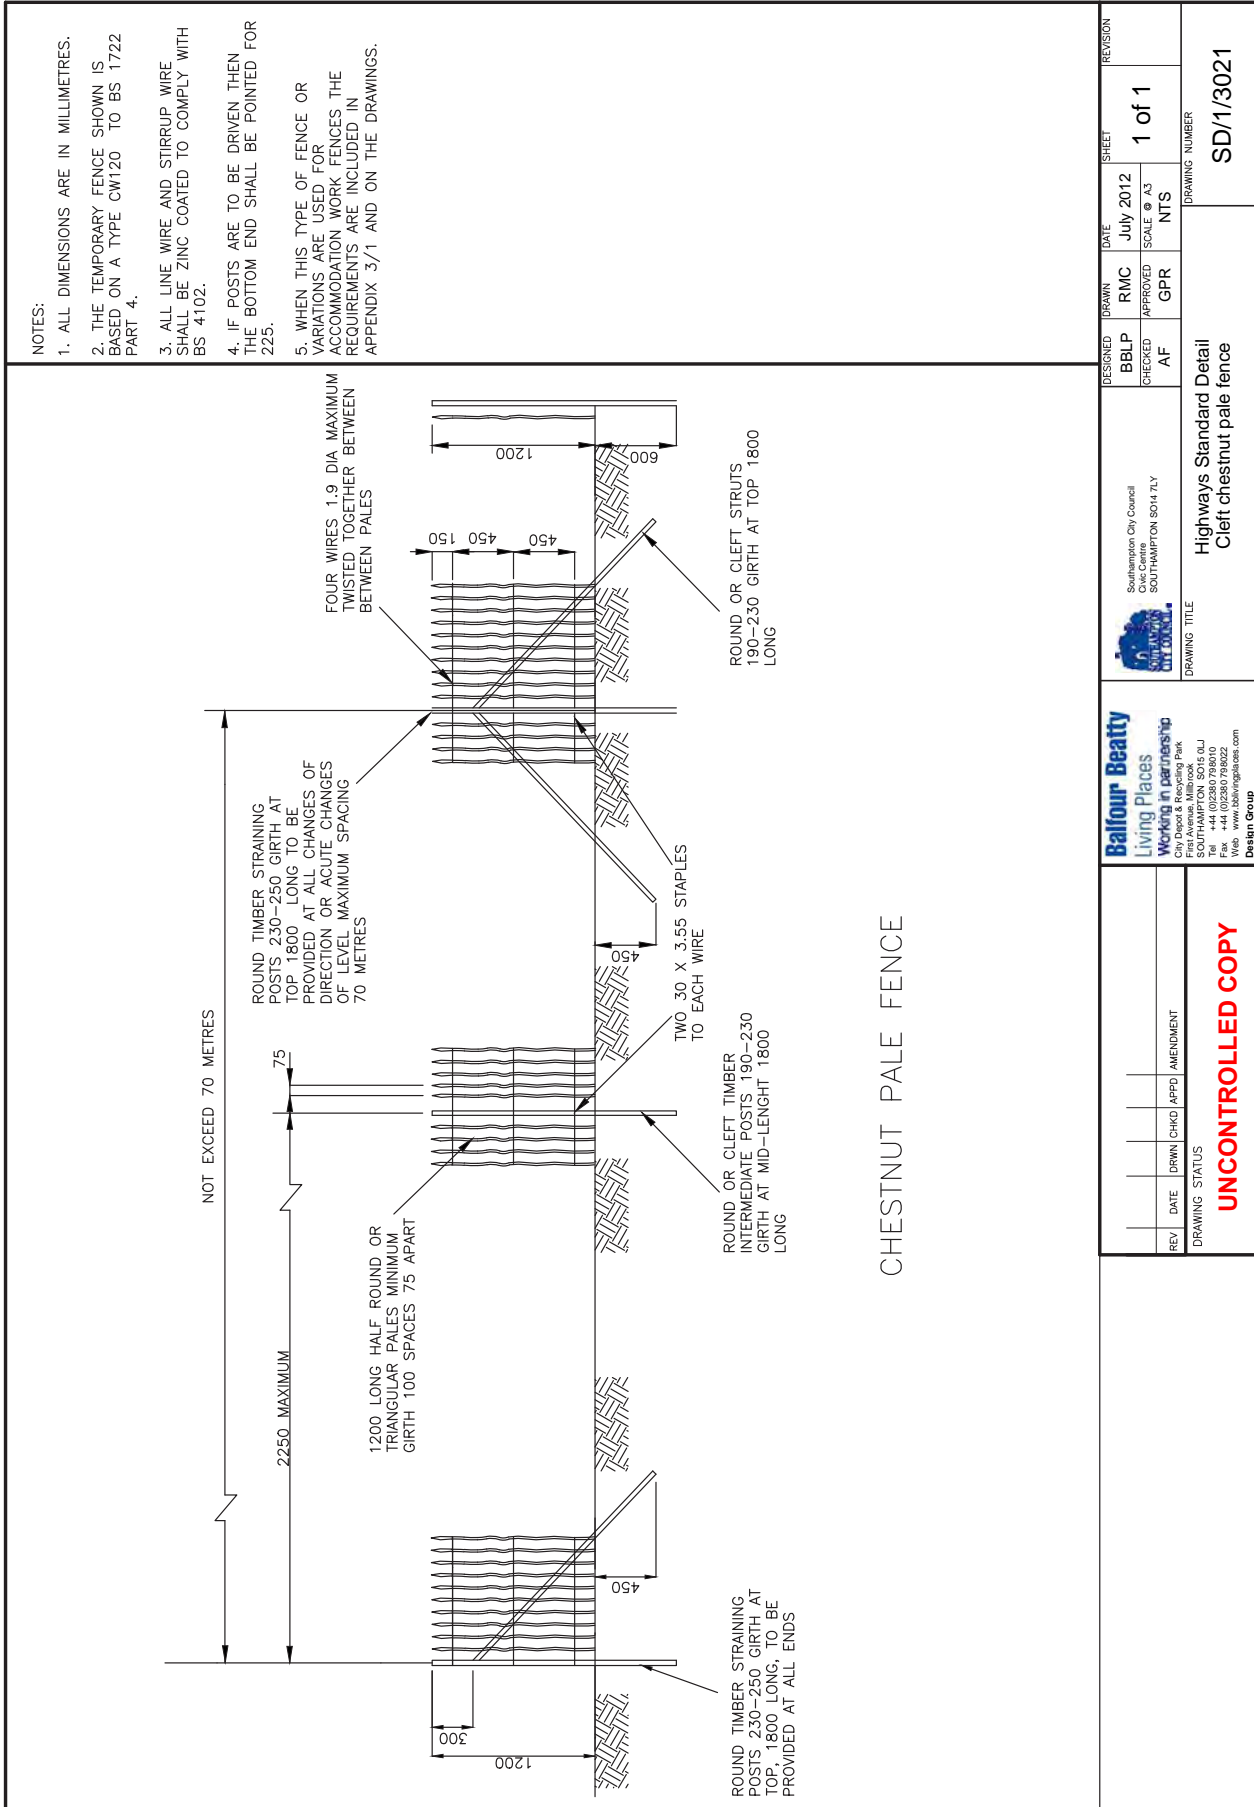 NOTES:
1. ALL DIMENSIONS ARE IN MILLIMETRES.
2. THE TEMPORARY FENCE SHOWN IS
BASED ON A TYPE CW120 TO BS 1722
PART 4.
3. ALL LINE WIRE AND STIRRUP WIRE
SHALL BE ZINC COATED TO COMPLY WITH
BS 4102.
4. IF POSTS ARE TO BE DRIVEN THEN
THE BOTTOM END SHALL BE POINTED FOR
225.
5. WHEN THIS TYPE OF FENCE OR
VARIATIONS ARE USED FOR
ACCOMMODATION WORK FENCES THE
REQUIREMENTS ARE INCLUDED IN
APPENDIX 3/1 AND ON THE DRAWINGS.
NOT EXCEED 70 METRES
2250 MAXIMUM
75
ROUND TIMBER STRAINING
POSTS 230-250 GIRTH AT
TOP 1800 LONG TO BE
PROVIDED AT ALL CHANGES OF
DIRECTION OR ACUTE CHANGES
OF LEVEL MAXIMUM SPACING
70 METRES
FOUR WIRES 1.9 DIA MAXIMUM
TWISTED TOGETHER BETWEEN
BETWEEN PALES
1200 LONG HALF ROUND OR
TRIANGULAR PALES MINIMUM
GIRTH 100 SPACES 75 APART
300
1200
450
450
150
450
450
1200
600
ROUND TIMBER STRAINING
POSTS 230-250 GIRTH AT
TOP, 1800 LONG, TO BE
PROVIDED AT ALL ENDS
ROUND OR CLEFT TIMBER
INTERMEDIATE POSTS 190-230
GIRTH AT MID-LENGHT 1800
LONG
TWO 30 X 3.55 STAPLES
TO EACH WIRE
ROUND OR CLEFT STRUTS
190-230 GIRTH AT TOP 1800
LONG
CHESTNUT PALE FENCE
REV DATE DRWN CHKD APPD AMENDMENT
DRAWING STATUS
UNCONTROLLED COPY
Balfour Beatty
Living Places
Working in partnership
City Depot & Recycling Park
First Avenue, Millbrook
SOUTHAMPTON SO15 0LJ
Tel +44 (0)2380 798010
Fax +44 (0)2380 798022
Web www.bblivingplaces.com
Design Group
SOUTHAMPTON
CITY COUNCIL
Southampton City Council
Civic Centre
SOUTHAMPTON SO14 7LY
DRAWING TITLE
Highways Standard Detail
Cleft chestnut pale fence
DESIGNED
BBLP
DRAWN
RMC
DATE
July 2012
SHEET
1 of 1
REVISION
CHECKED
AF
APPROVED
GPR
SCALE @ A3
NTS
DRAWING NUMBER
SD/1/3021